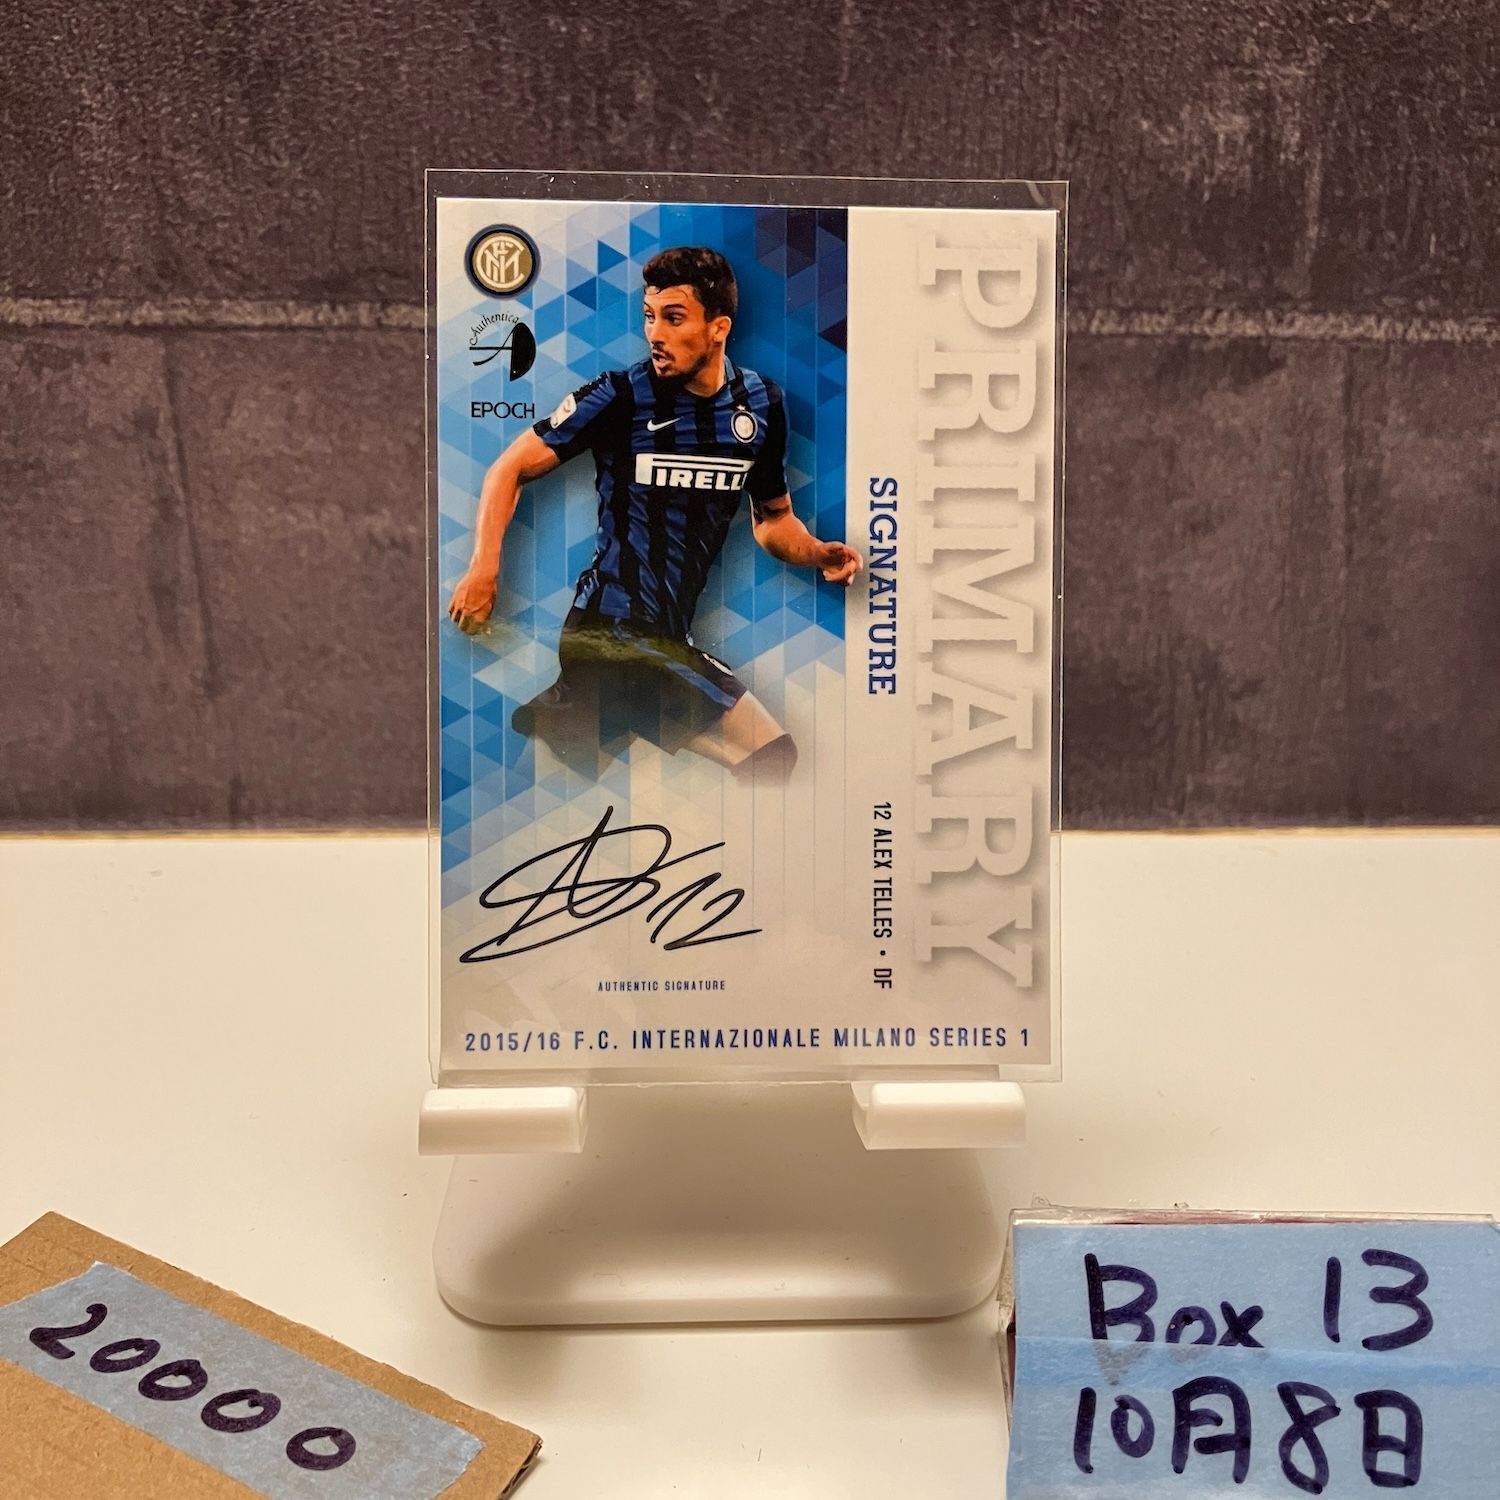 Authentica
EPOCH
PIRELLI
PRIMARY
SIGNATURE
12 ALEX TELLES • DF
12
AUTHENTIC SIGNATURE
2015/16 F.C. INTERNAZIONALE MILANO SERIES 1
20000
Box 13
10月8日